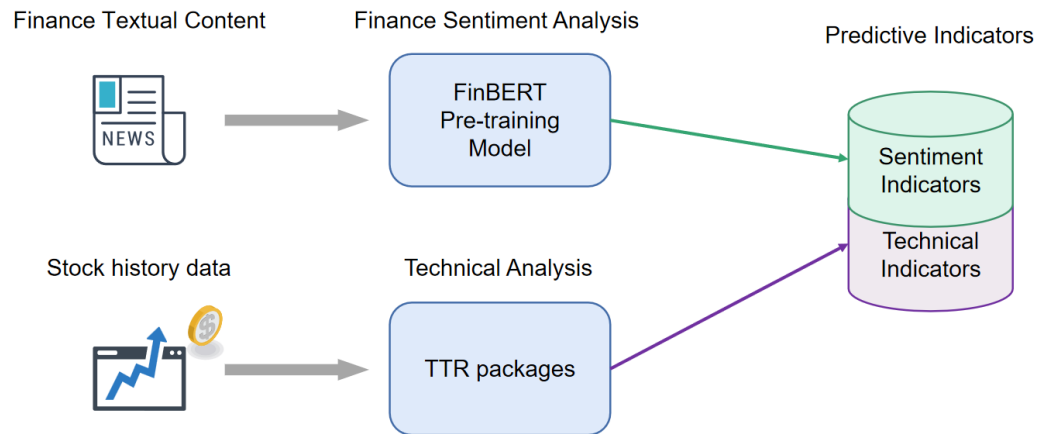 Finance Textual Content
Finance Sentiment Analysis
Predictive Indicators
NEWS
FinBERT
Pre-training
Model
Sentiment
Indicators
Technical
Indicators
Stock history data
Technical Analysis
$
TTR packages